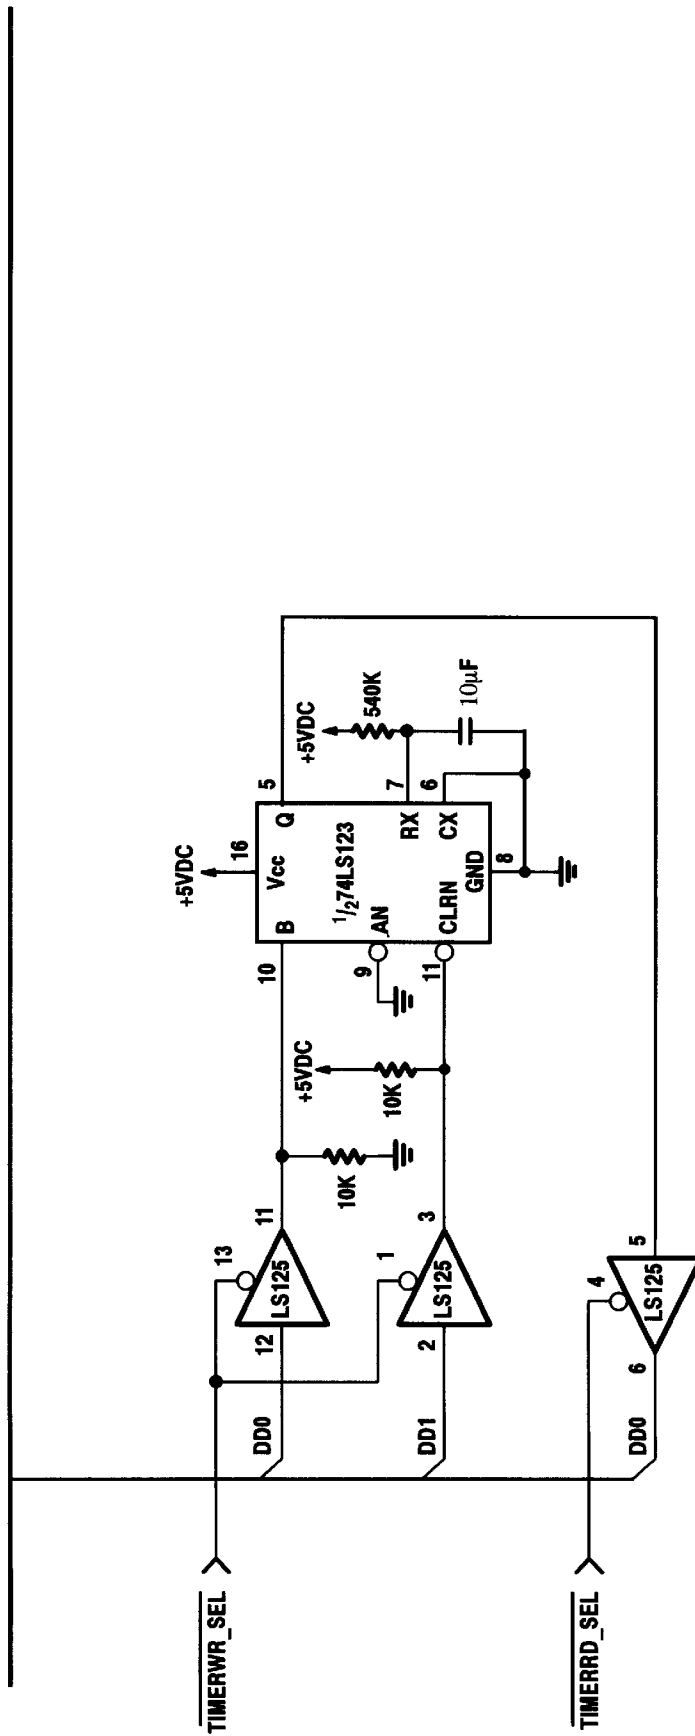 +5VDC
16
Vcc
B
Q
10
5
1/274LS123
AN
9
RX
7
CLRN
11
CX
6
GND
8
+5VDC
540K
10µF
+5VDC
10K
10K
TIMERWR_SEL
13
12
LS125
11
DD0
1
2
LS125
3
DD1
TIMERRD_SEL
4
6
LS125
5
DD0